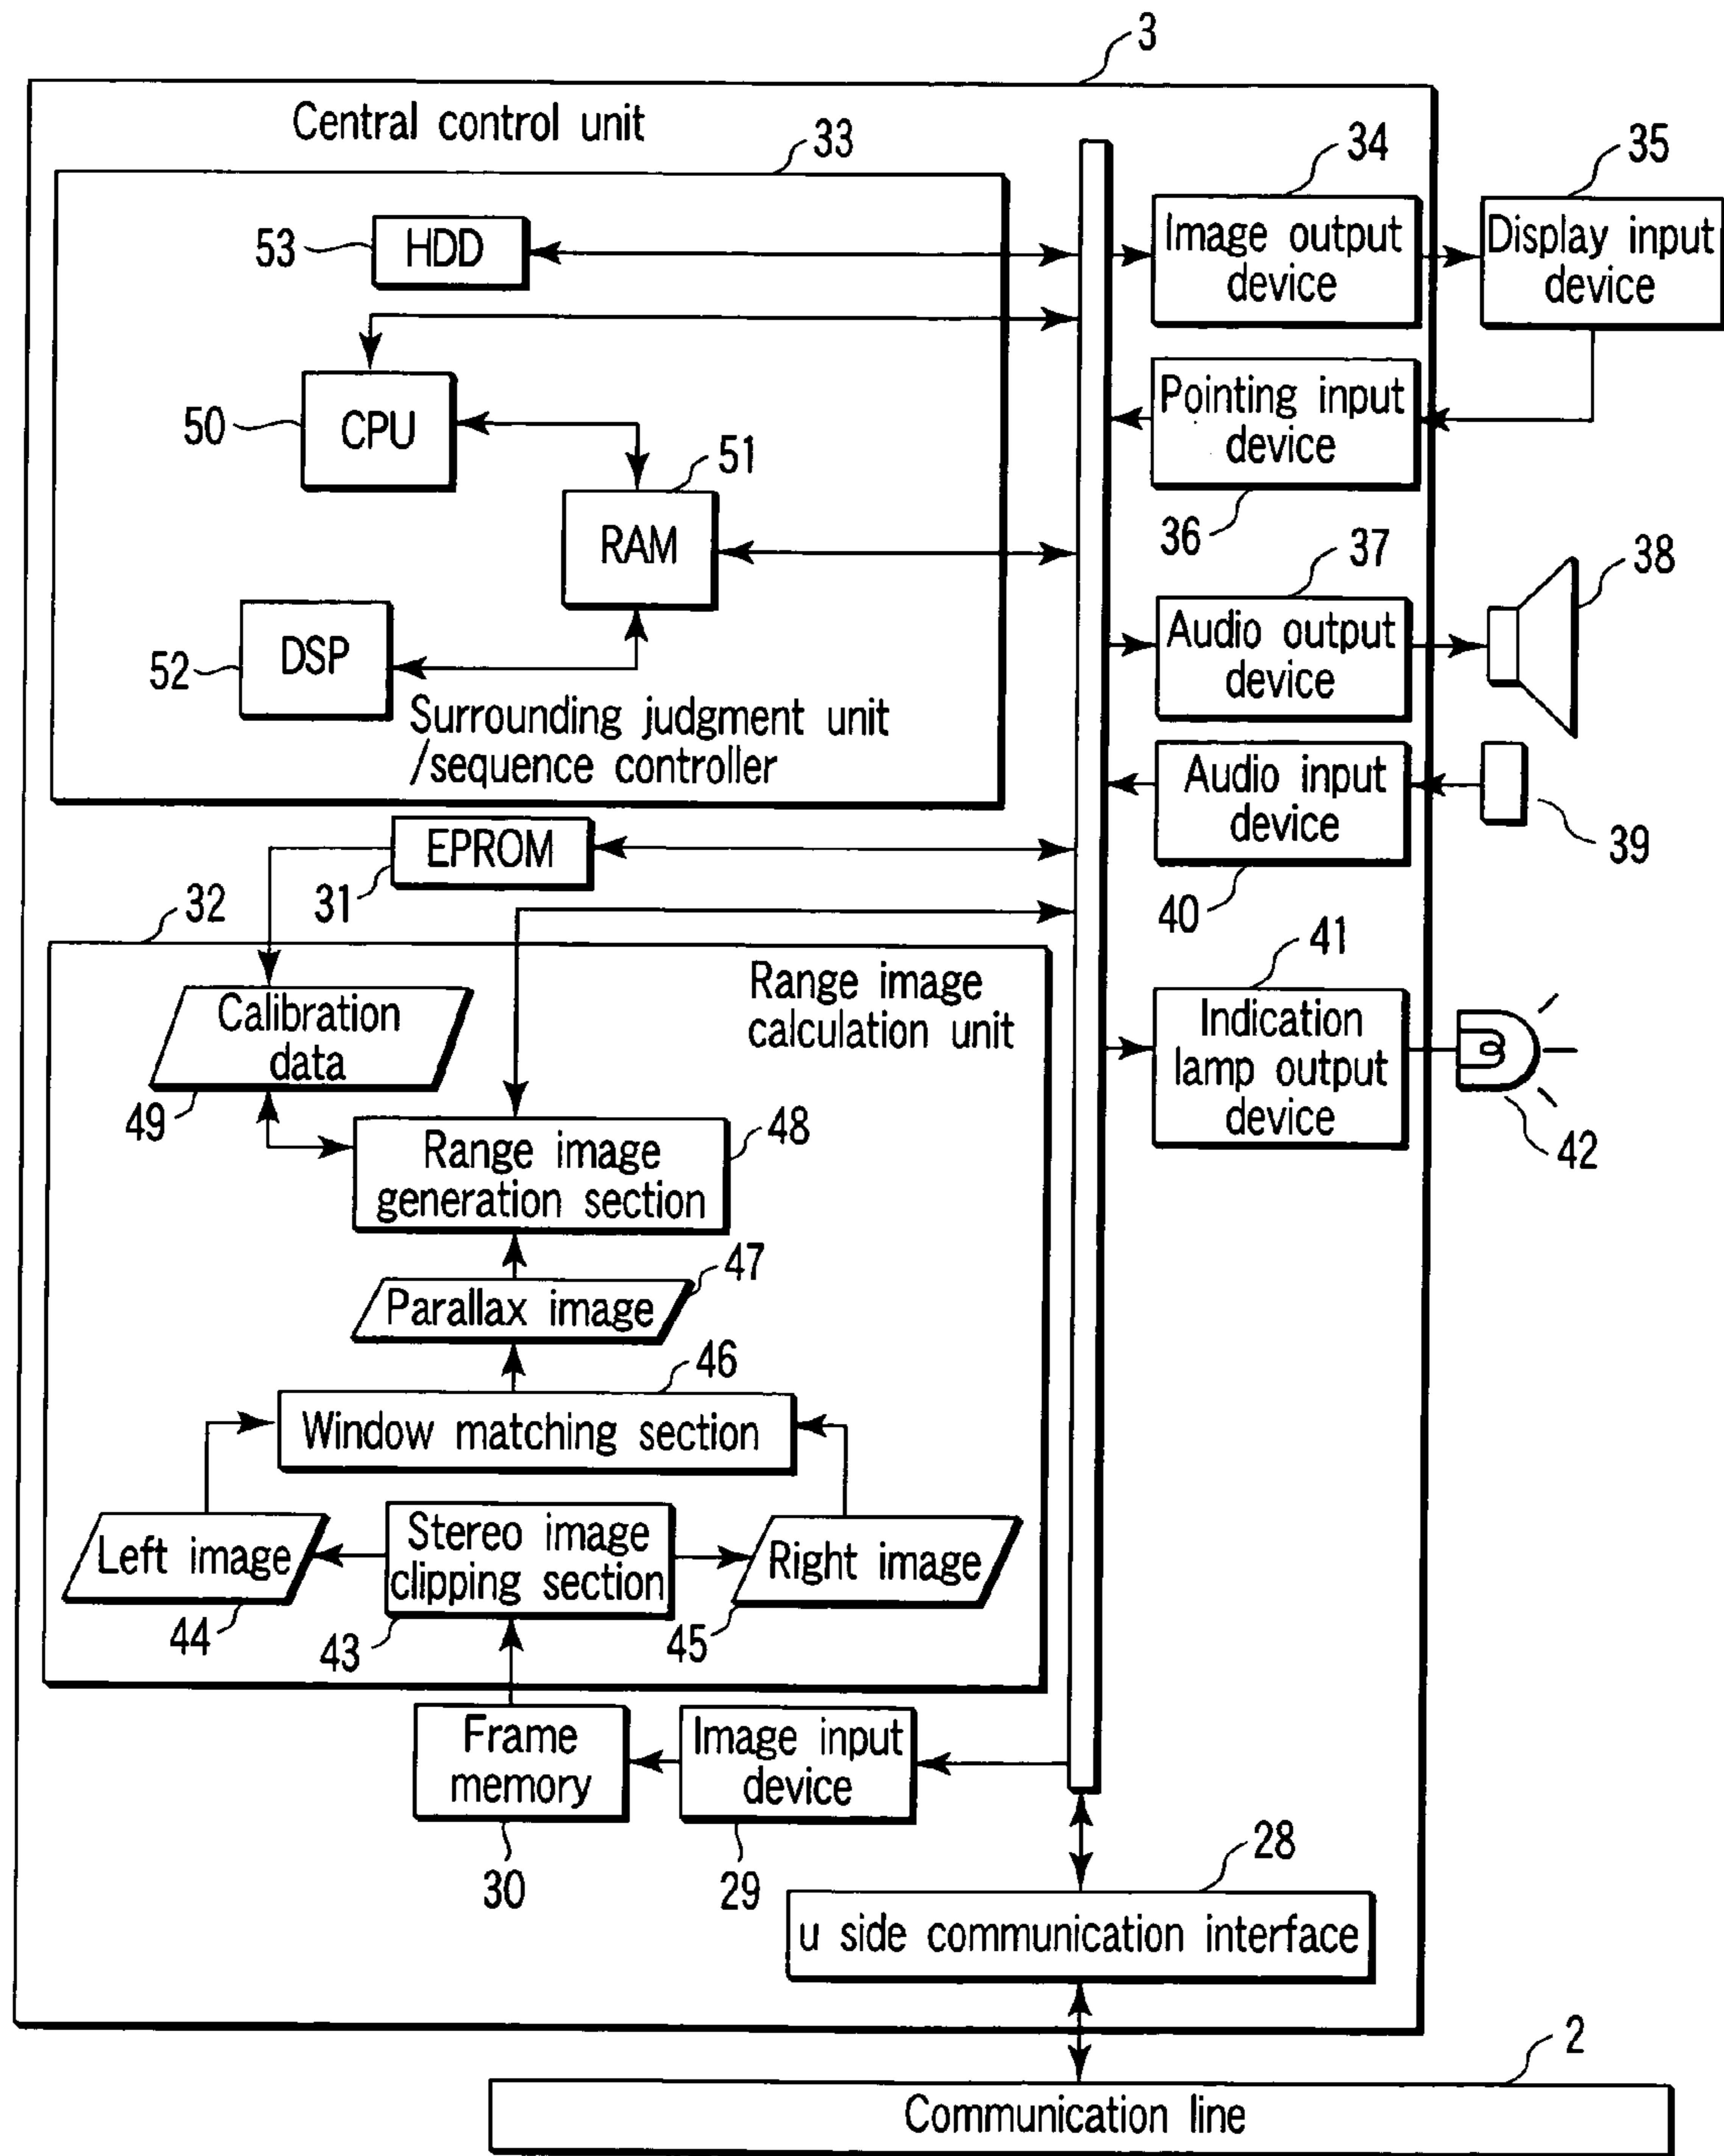 3
Central control unit
33
34
35
53
HDD
Image output
device
Display input
device
50
CPU
Pointing input
device
36
51
RAM
37
38
Audio output
device
52
DSP
Surrounding judgment unit
/sequence controller
Audio input
device
39
40
EPROM
31
32
41
Range image
calculation unit
Calibration
data
49
Indication
lamp output
device
42
Range image
generation section
48
47
Parallax image
46
Window matching section
Left image
44
Stereo image
clipping section
43
Right image
45
Frame
memory
30
Image input
device
29
28
u side communication interface
2
Communication line